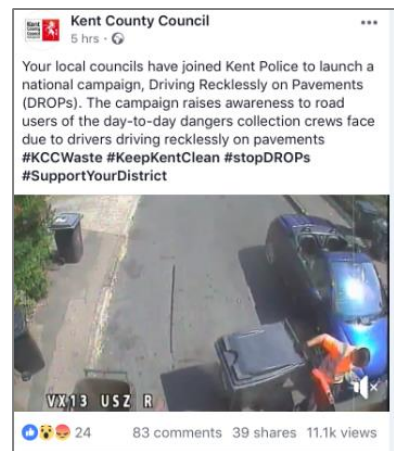 Kent County Council
5 hrs ·
Your local councils have joined Kent Police to launch a
national campaign, Driving Recklessly on Pavements
(DROPs). The campaign raises awareness to road
users of the day-to-day dangers collection crews face
due to drivers driving recklessly on pavements
#KCCWaste #KeepKentClean #stopDROPs
#SupportYourDistrict
VX13 USZ R
24 83 comments 39 shares 11.1k views